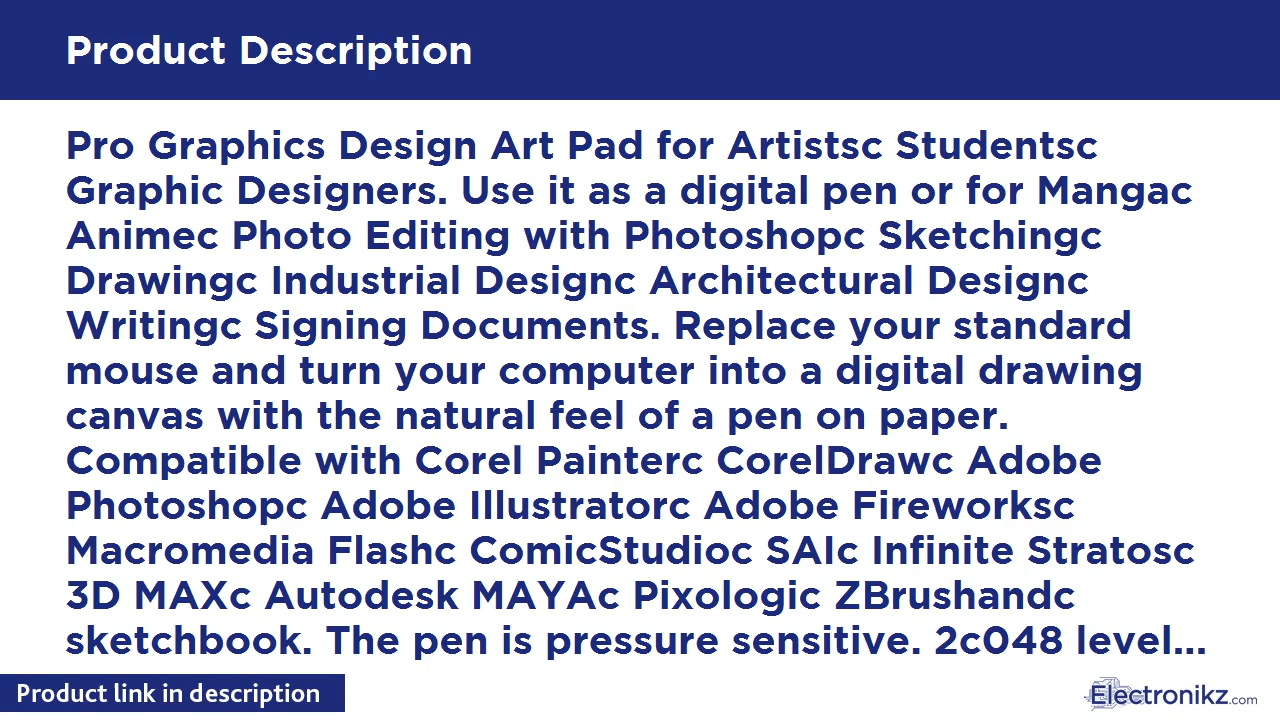 Product Description
Pro Graphics Design Art Pad for Artistsc Studentsc
Graphic Designers. Use it as a digital pen or for Mangac
Animec Photo Editing with Photoshopc Sketchingc
Drawingc Industrial Designc Architectural Designc
Writingc Signing Documents. Replace your standard
mouse and turn your computer into a digital drawing
canvas with the natural feel of a pen on paper.
Compatible with Corel Painterc CorelDrawc Adobe
Photoshopc Adobe Illustratorc Adobe Fireworksc
Macromedia Flashc ComicStudioc SAIc Infinite Stratosc
3D MAXc Autodesk MAYAc Pixologic ZBrushandc
sketchbook. The pen is pressure sensitive. 2c048 level...
Product link in description
Electronikz.com